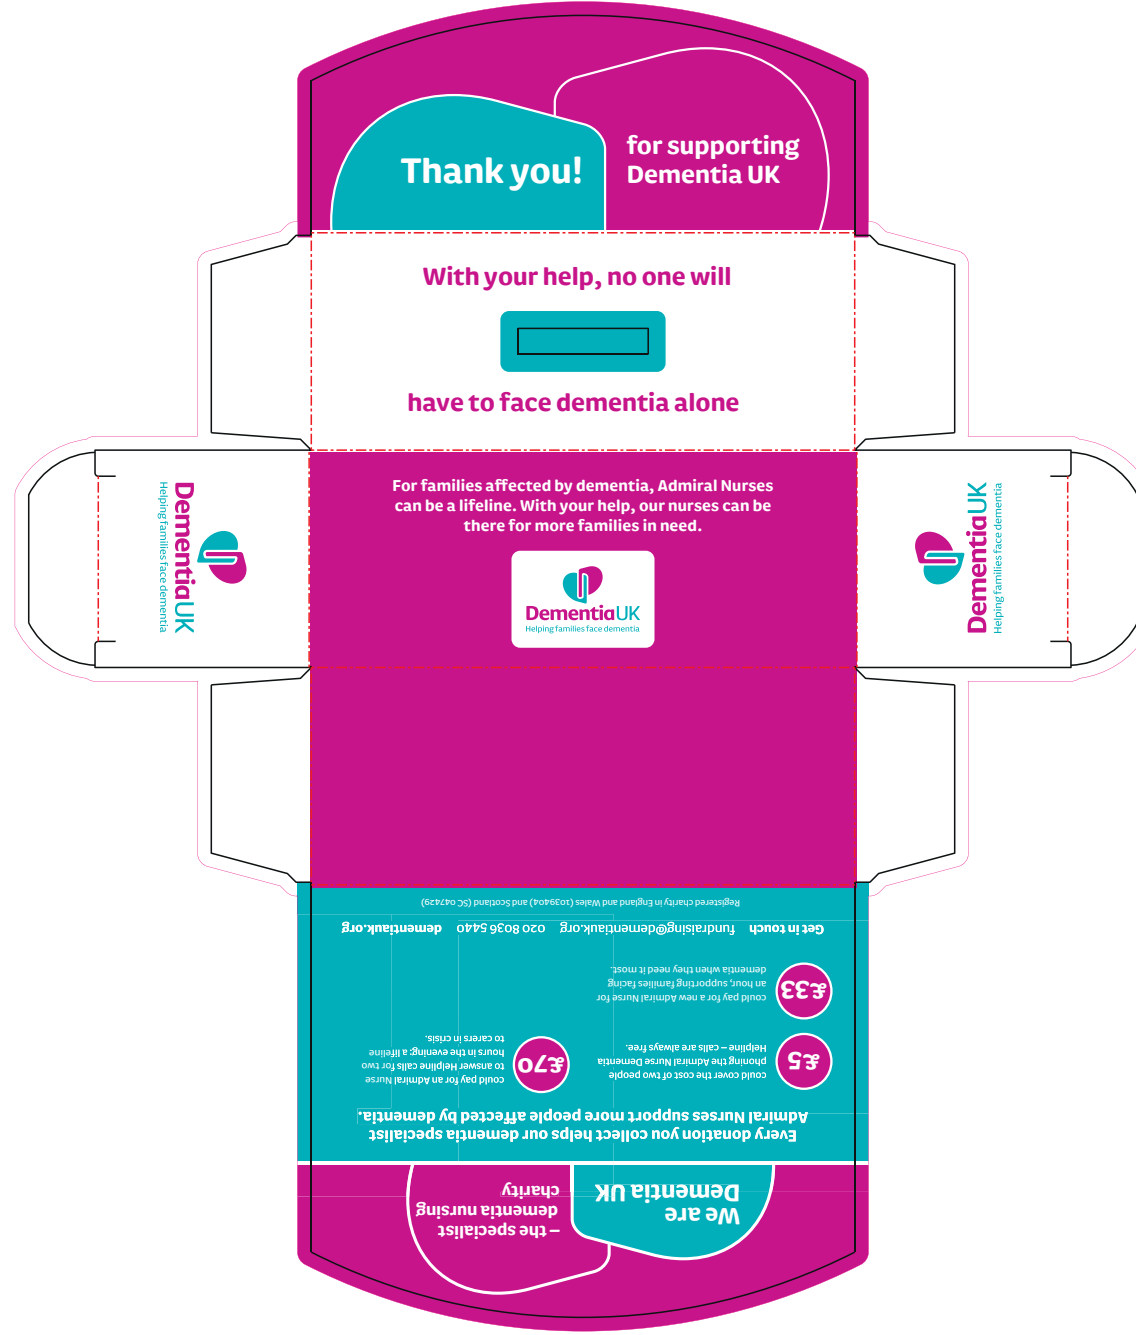 Thank you!
for supporting
Dementia UK
With your help, no one will
have to face dementia alone
DementiaUK
Helping families face dementia
For families affected by dementia, Admiral Nurses
can be a lifeline. With your help, our nurses can be
there for more families in need.
DementiaUK
Helping families face dementia
DementiaUK
Helping families face dementia
We are
Dementia UK
– the specialist
dementia nursing
charity
Every donation you collect helps our dementia specialist
Admiral Nurses support more people affected by dementia.
£5
could cover the cost of two people
phoning the Admiral Nurse Dementia
Helpline – calls are always free.
£70
could pay for an Admiral Nurse
to answer Helpline calls for two
hours in the evening: a lifeline
to carers in crisis.
£33
could pay for a new Admiral Nurse for
an hour, supporting families facing
dementia when they need it most.
Get in touch fundraising@dementiauk.org 020 8036 5440 dementiauk.org
Registered charity in England and Wales (1039404) and Scotland (SC 047429)